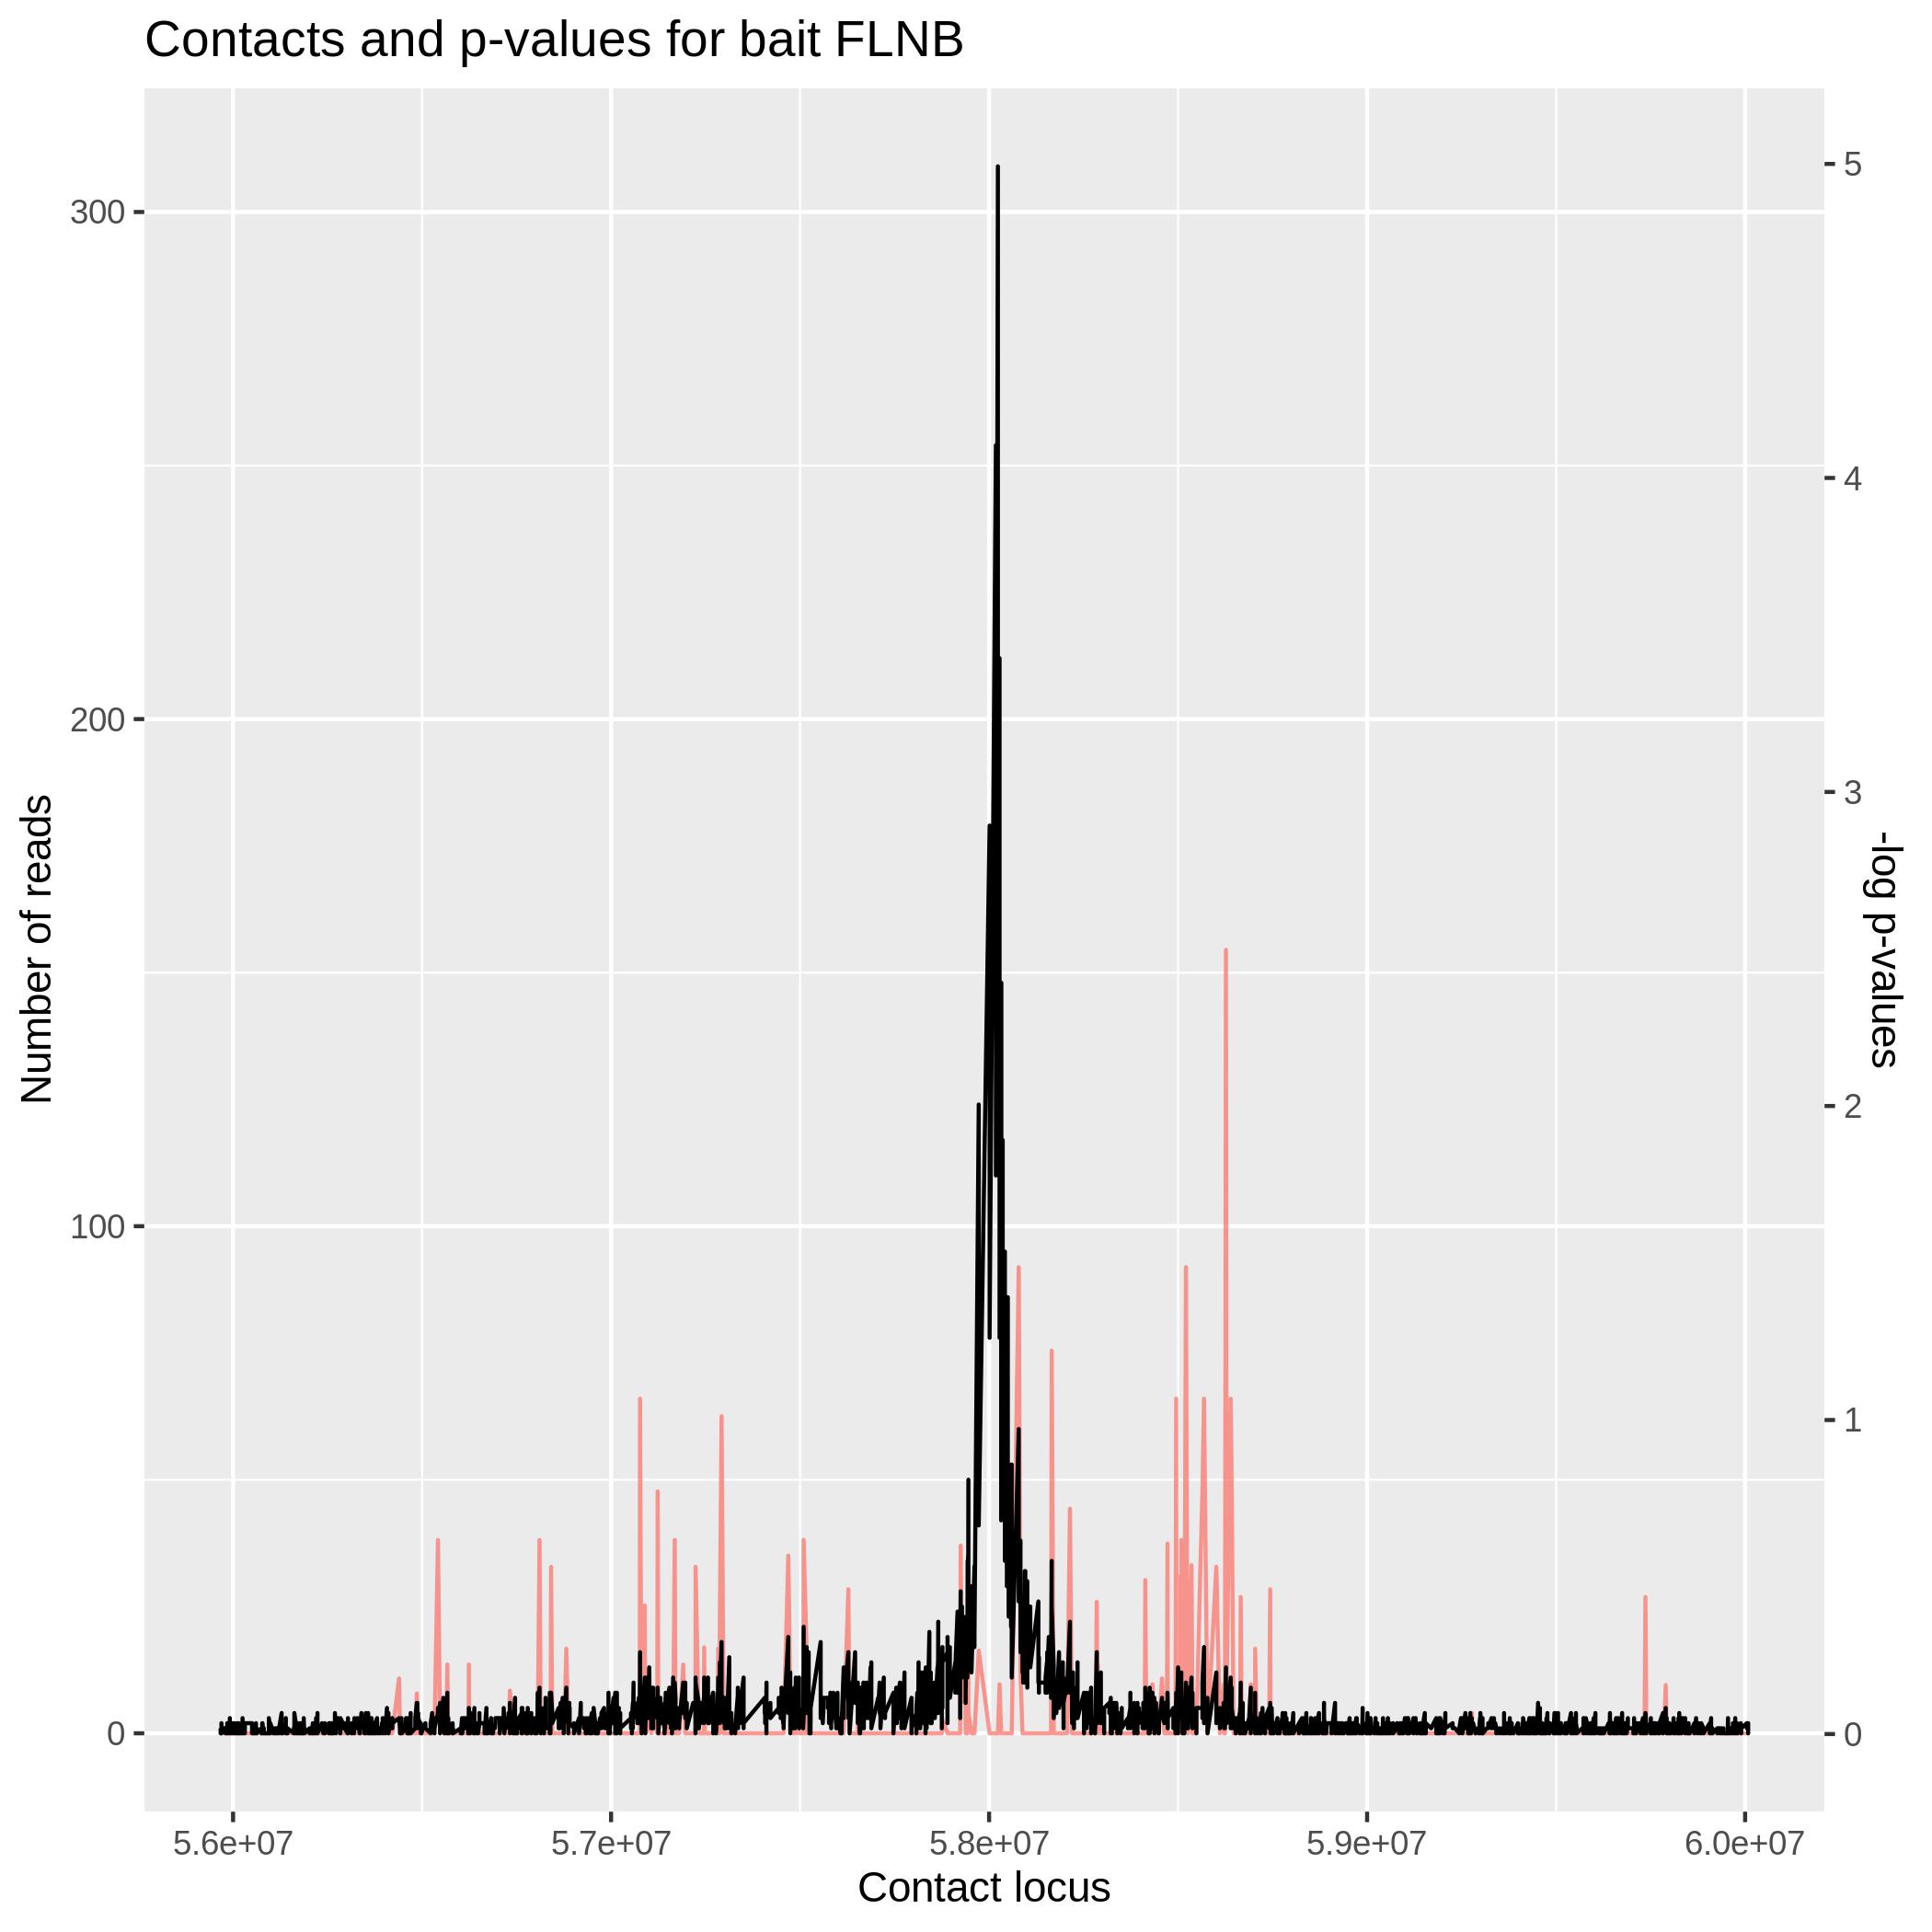 Contacts and p-values for bait FLNB
300
200
100
0
Number of reads
5
4
3
2
1
0
-log p-values
5.6e+07
5.7e+07
5.8e+07
5.9e+07
6.0e+07
Contact locus